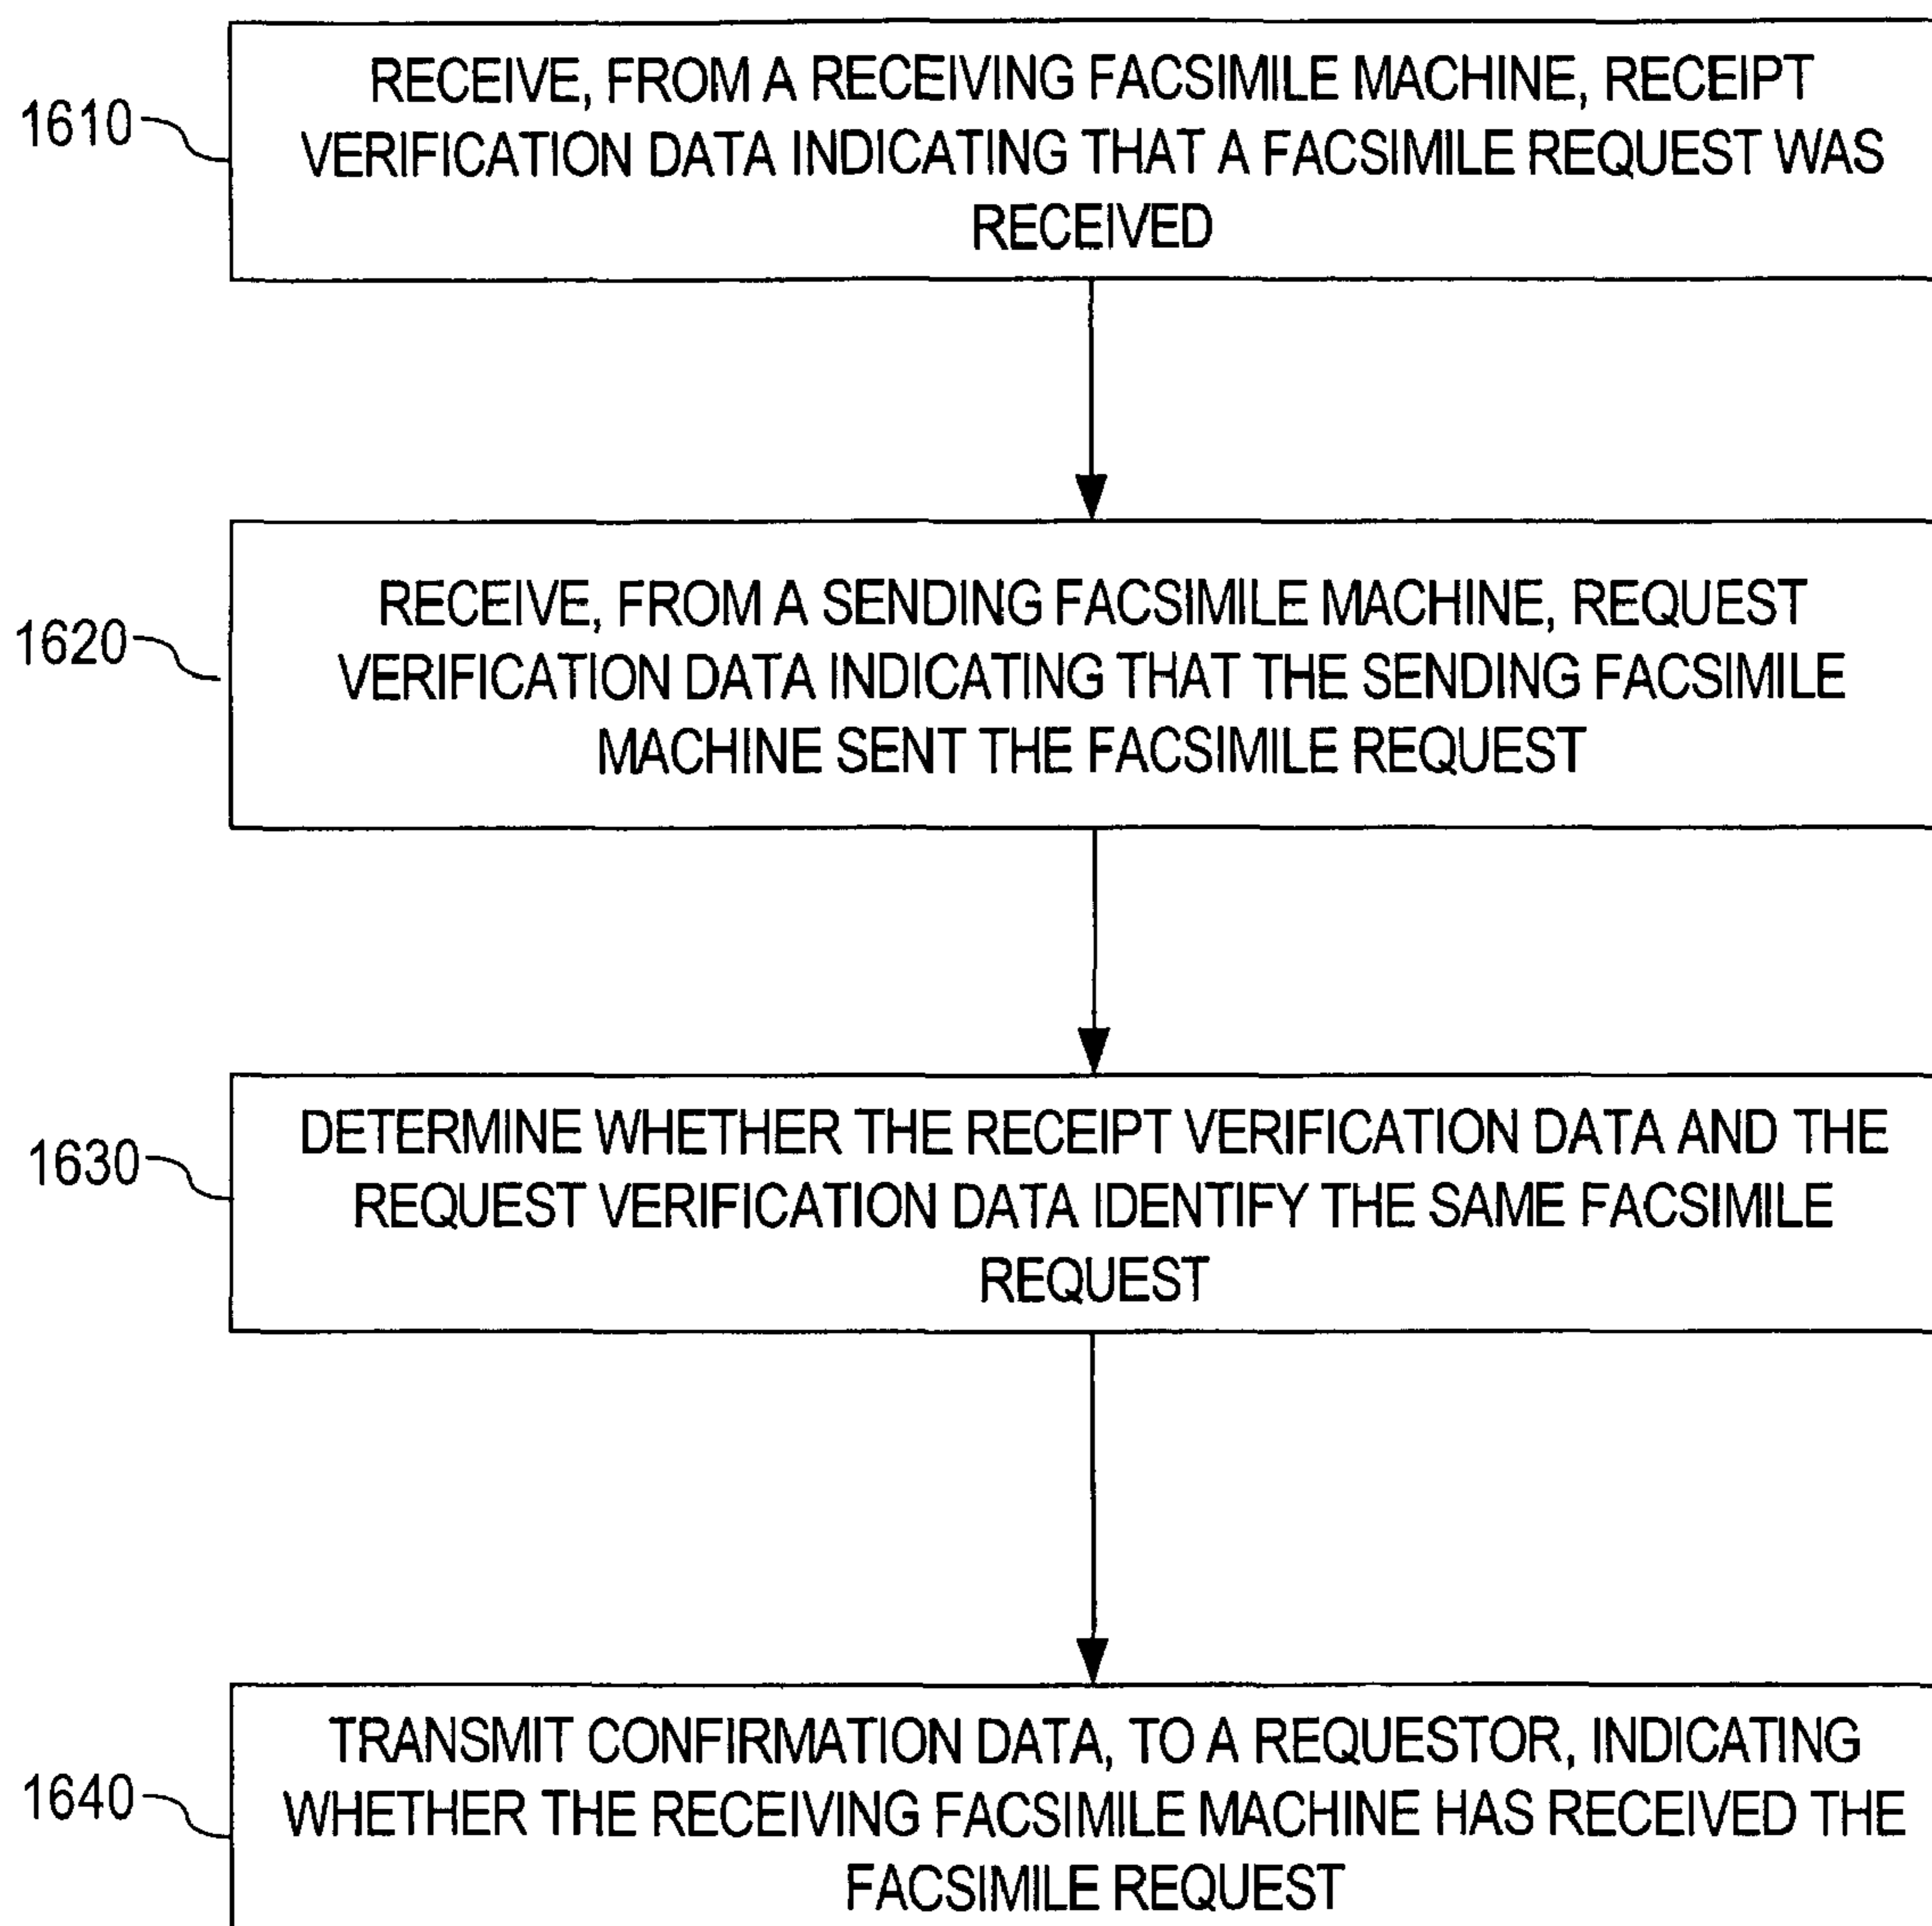 1610
RECEIVE, FROM A RECEIVING FACSIMILE MACHINE, RECEIPT
VERIFICATION DATA INDICATING THAT A FACSIMILE REQUEST WAS
RECEIVED
1620
RECEIVE, FROM A SENDING FACSIMILE MACHINE, REQUEST
VERIFICATION DATA INDICATING THAT THE SENDING FACSIMILE
MACHINE SENT THE FACSIMILE REQUEST
1630
DETERMINE WHETHER THE RECEIPT VERIFICATION DATA AND THE
REQUEST VERIFICATION DATA IDENTIFY THE SAME FACSIMILE
REQUEST
1640
TRANSMIT CONFIRMATION DATA, TO A REQUESTOR, INDICATING
WHETHER THE RECEIVING FACSIMILE MACHINE HAS RECEIVED THE
FACSIMILE REQUEST